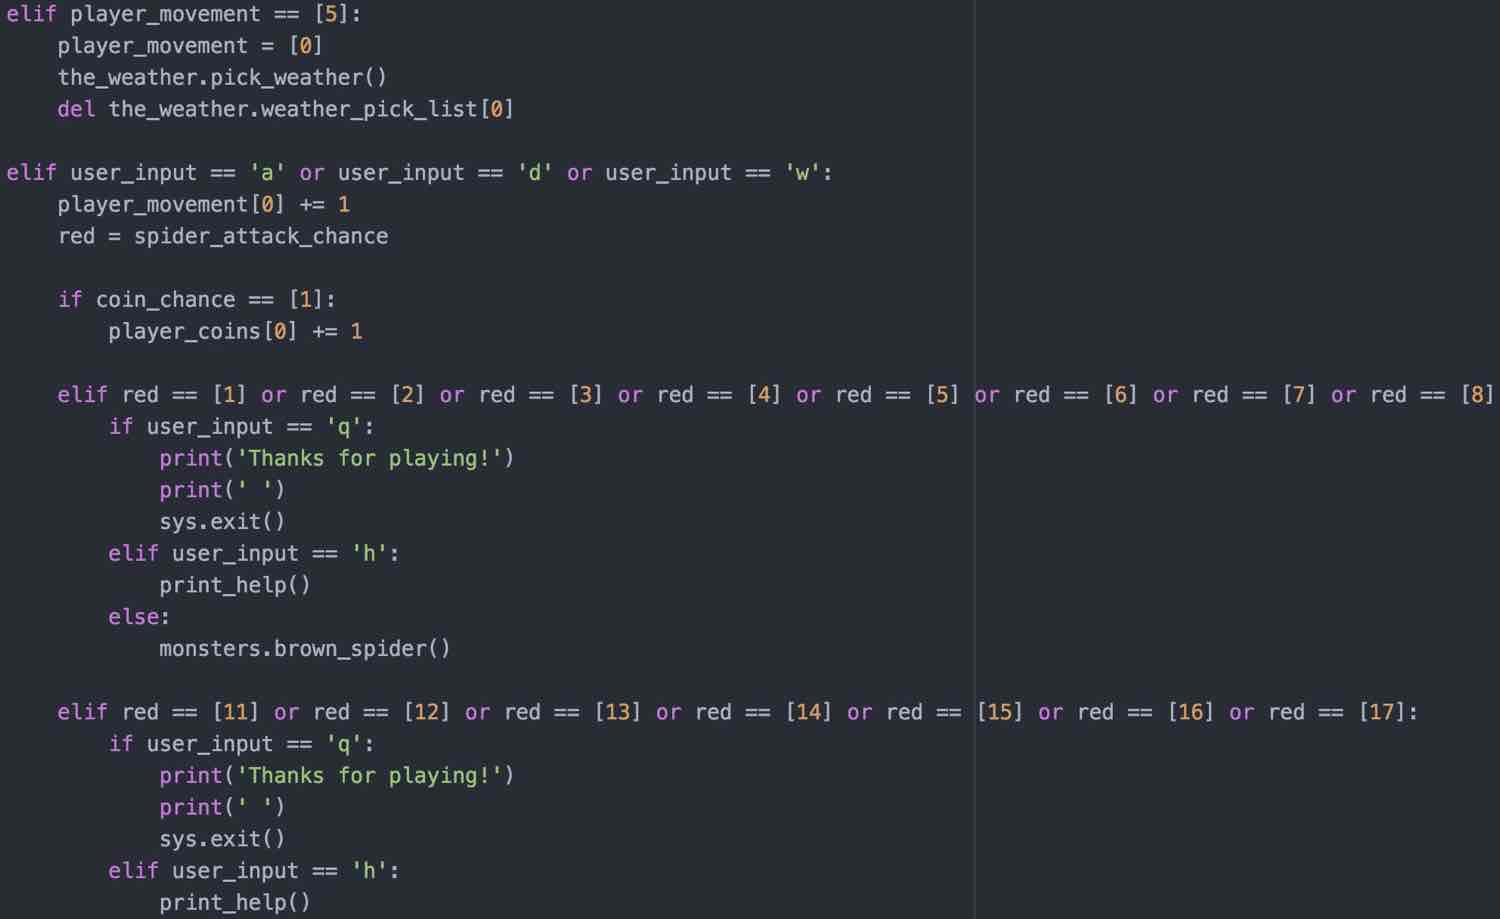 elif player_movement == [5]:
    player_movement = [0]
    the_weather.pick_weather()
    del the_weather.weather_pick_list[0]

elif user_input == 'a' or user_input == 'd' or user_input == 'w':
    player_movement[0] += 1
    red = spider_attack_chance

    if coin_chance == [1]:
        player_coins[0] += 1

    elif red == [1] or red == [2] or red == [3] or red == [4] or red == [5] or red == [6] or red == [7] or red == [8]
        if user_input == 'q':
            print('Thanks for playing!')
            print(' ')
            sys.exit()
        elif user_input == 'h':
            print_help()
        else:
            monsters.brown_spider()

    elif red == [11] or red == [12] or red == [13] or red == [14] or red == [15] or red == [16] or red == [17]:
        if user_input == 'q':
            print('Thanks for playing!')
            print(' ')
            sys.exit()
        elif user_input == 'h':
            print_help()